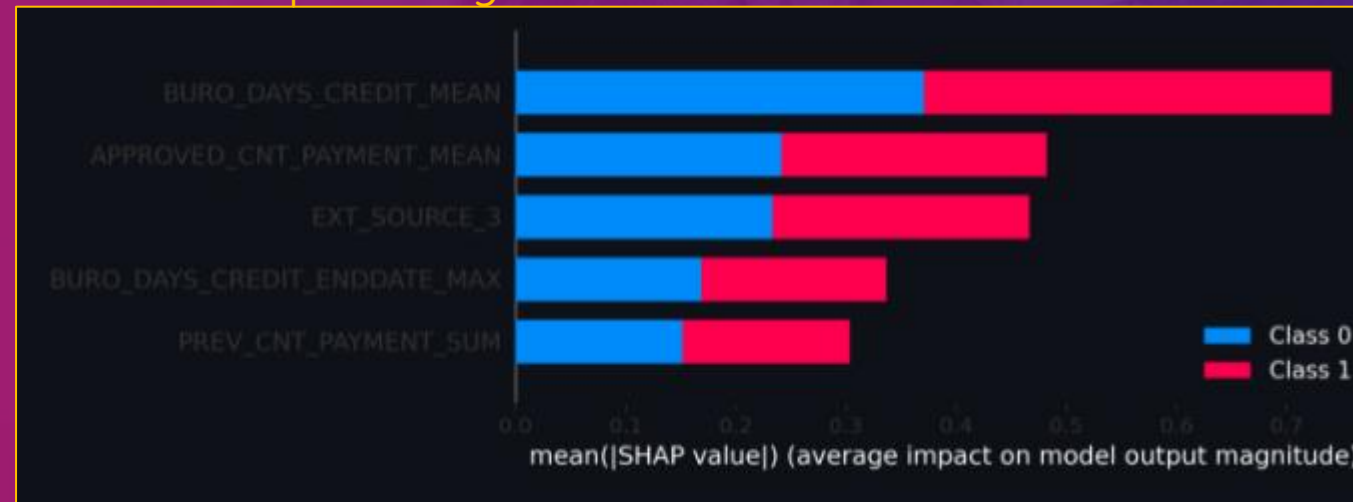 BURO_DAYS_CREDIT_MEAN
APPROVED_CNT_PAYMENT_MEAN
EXT_SOURCE_3
BURO_DAYS_CREDIT_ENDDATE_MAX
PREV_CNT_PAYMENT_SUM
Class 0
Class 1
0.0 0.1 0.2 0.3 0.4 0.5 0.6 0.7
mean(|SHAP value|) (average impact on model output magnitude)